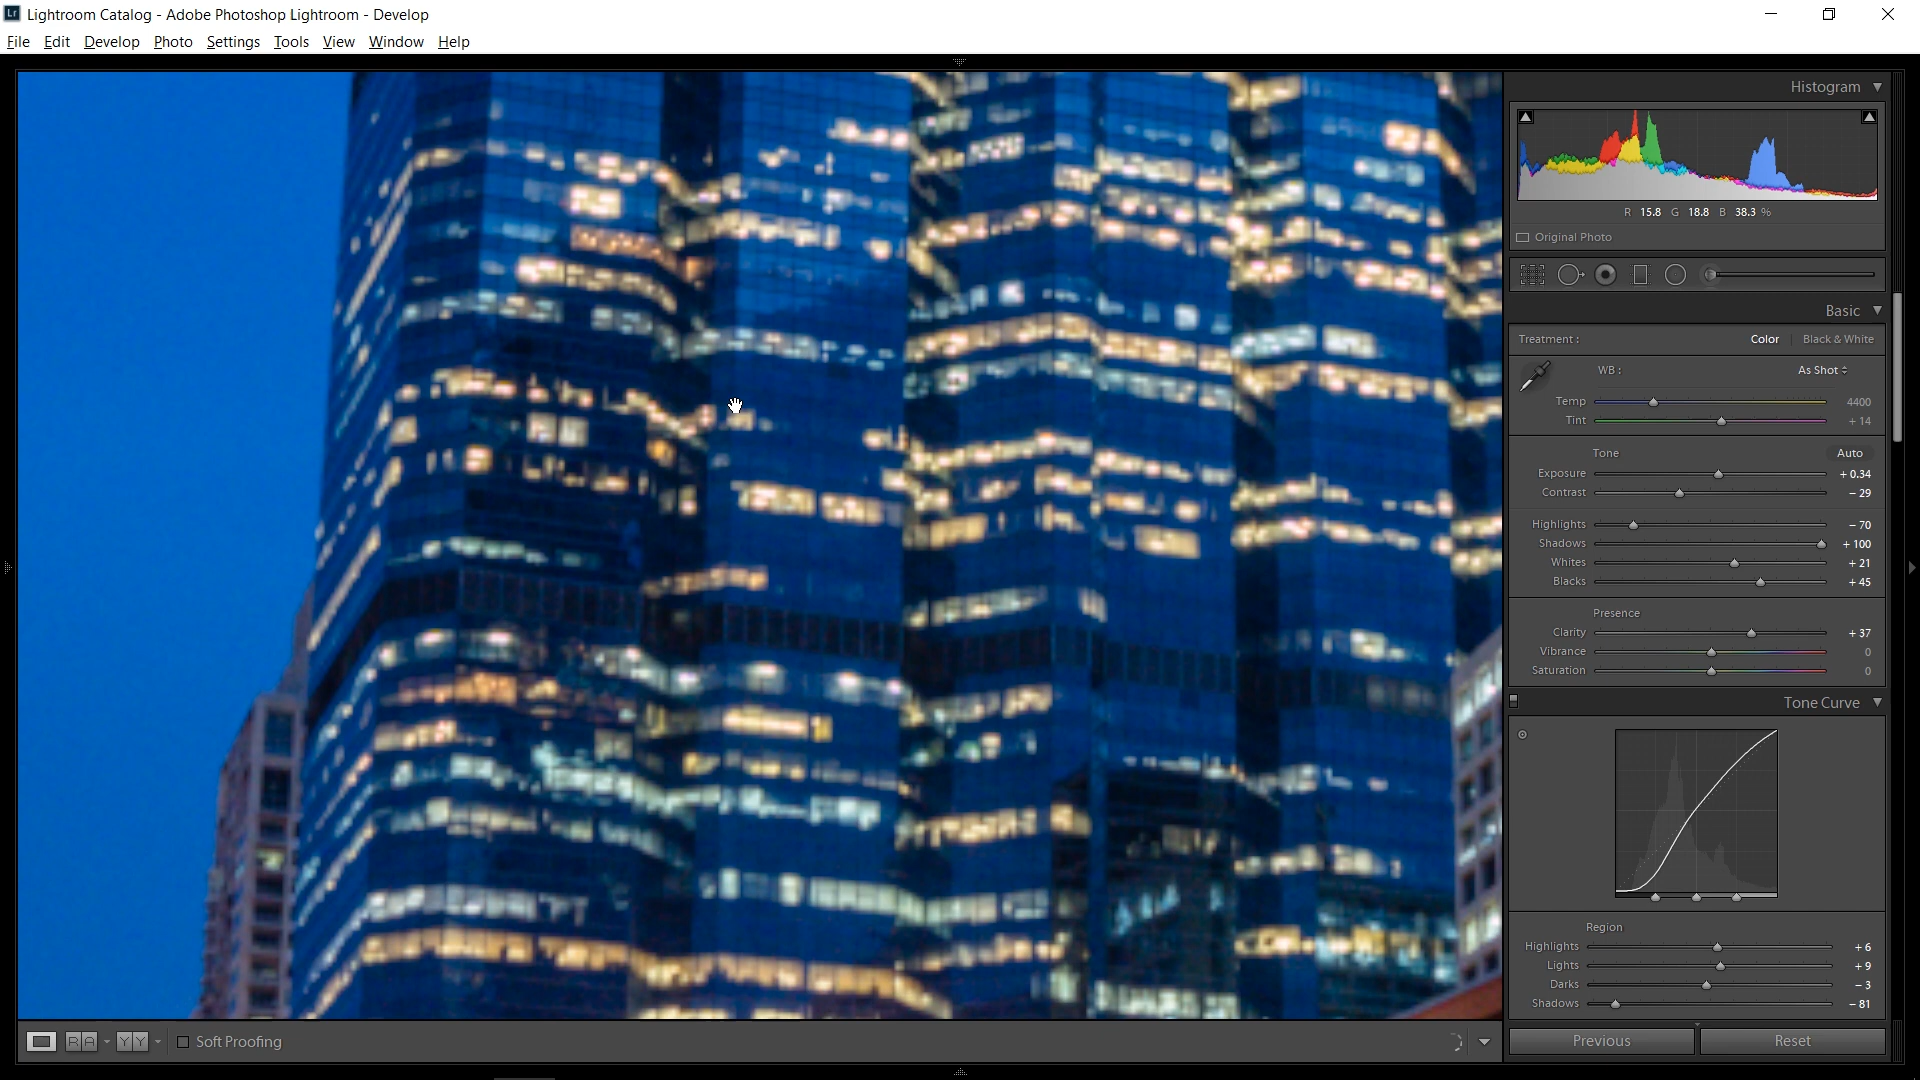 Lr Lightroom Catalog - Adobe Photoshop Lightroom - Develop
File Edit Develop Photo Settings Tools View Window Help
Histogram
R 15.8 G 18.8 B 38.3 %
Original Photo
Basic
Treatment : Color Black & White
WB : As Shot
Temp 4400
Tint + 14
Tone Auto
Exposure + 0.34
Contrast – 29
Highlights – 70
Shadows + 100
Whites + 21
Blacks + 45
Presence
Clarity + 37
Vibrance 0
Saturation 0
Tone Curve
Region
Highlights + 6
Lights + 9
Darks – 3
Shadows – 81
R A Y Y Soft Proofing
Previous Reset